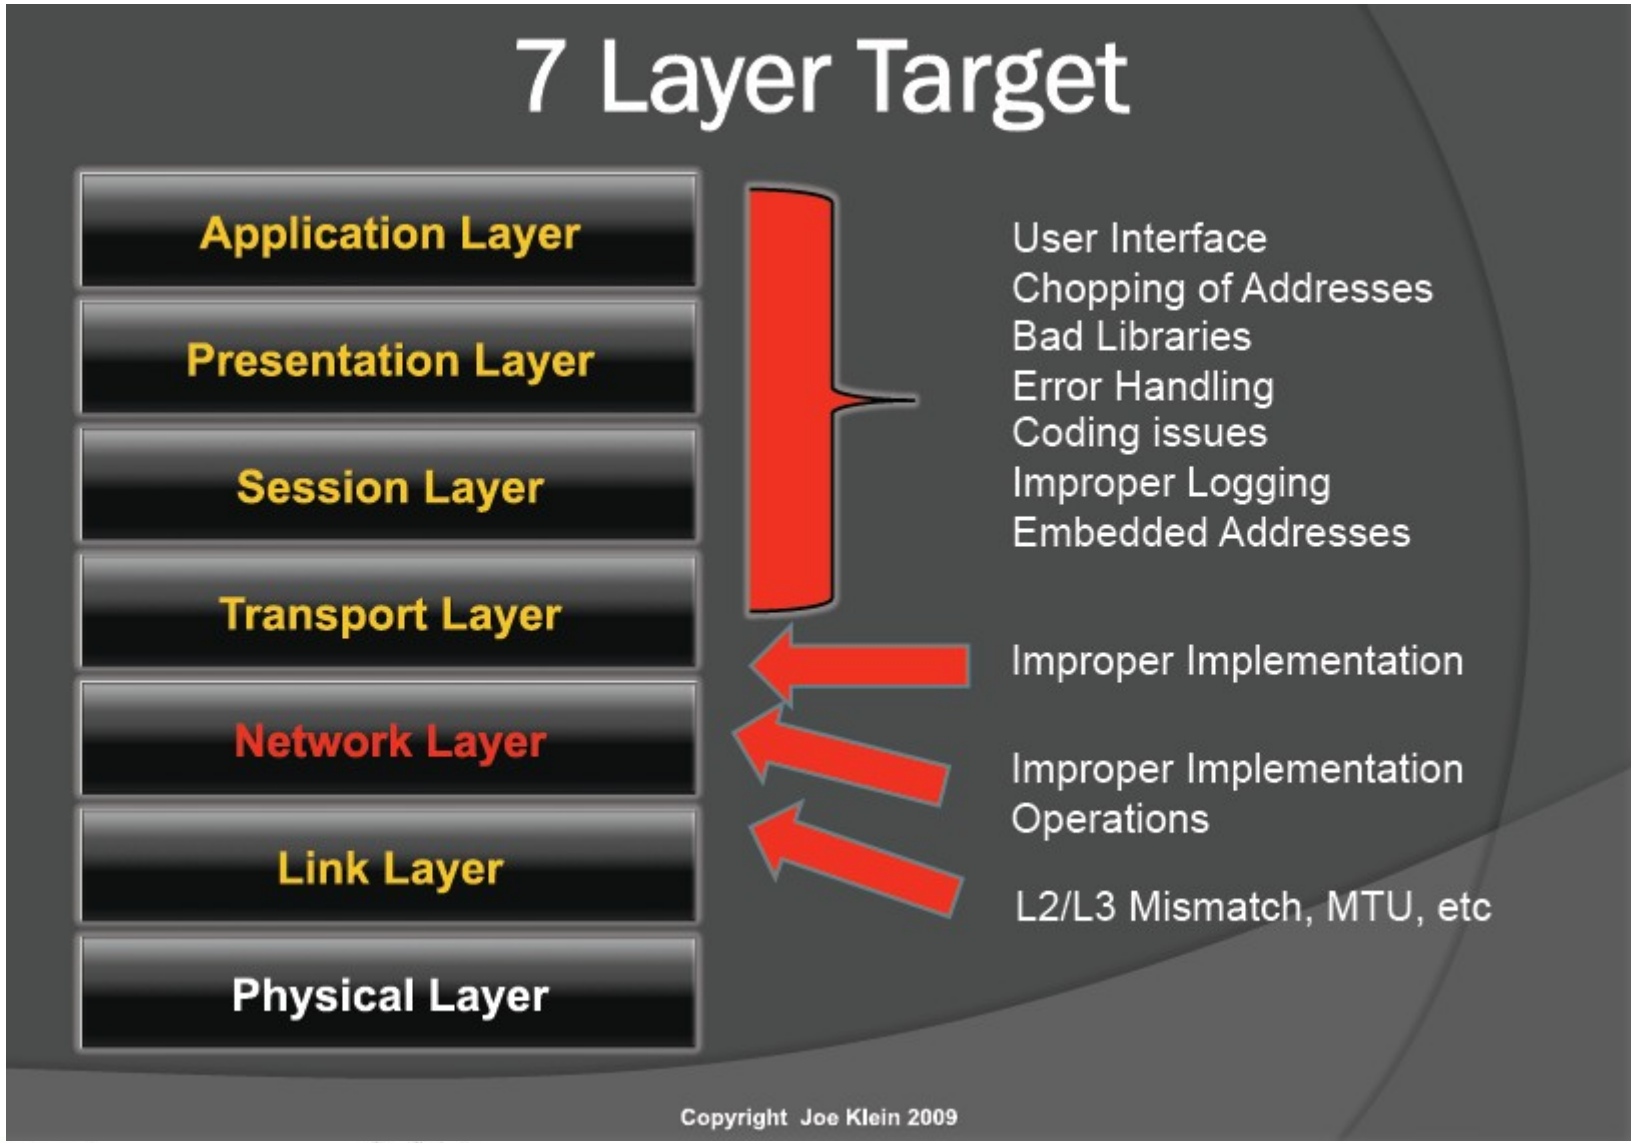 7 Layer Target
Application Layer
Presentation Layer
Session Layer
Transport Layer
Network Layer
Link Layer
Physical Layer
User Interface
Chopping of Addresses
Bad Libraries
Error Handling
Coding issues
Improper Logging
Embedded Addresses
Improper Implementation
Improper Implementation
Operations
L2/L3 Mismatch, MTU, etc
Copyright Joe Klein 2009